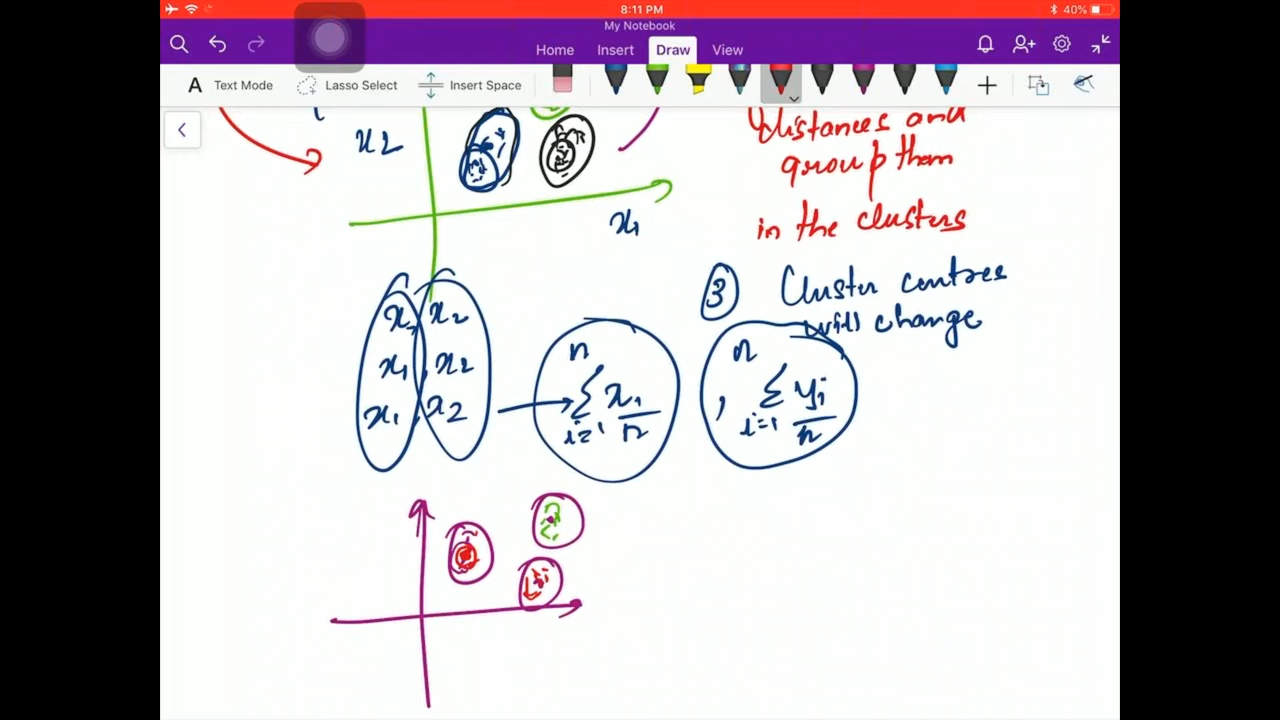 8:11 PM
40%
My Notebook
Home Insert Draw View
Text Mode Lasso Select Insert Space
x2
x1
distances and
group them
in the clusters
3 Cluster centres
will change
x1, x2
x1, x2
x1, x2
n ∑ i=1 x1/n , n ∑ i=1 yi/n